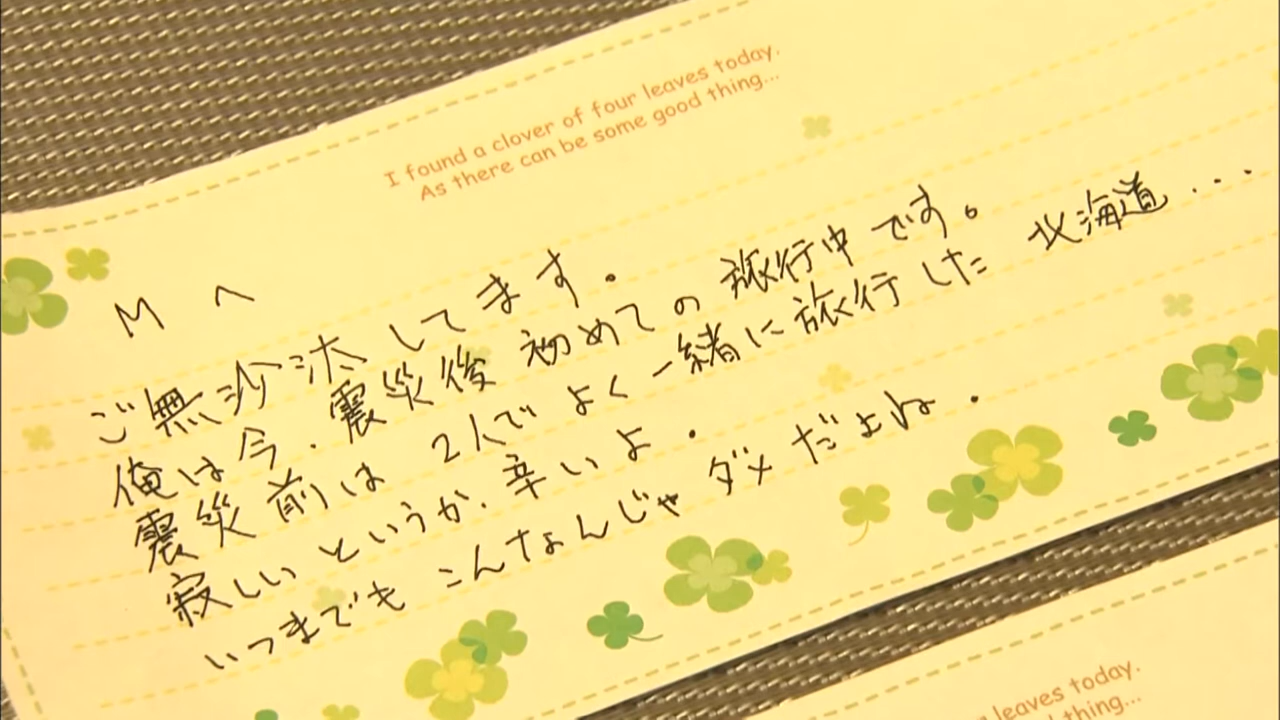 I found a clover of four leaves today.
As there can be some good thing...
M へ
ご無沙汰してます。
俺は今、震災後初めての旅行中です。
震災前は2人でよく一緒に旅行した北海道・・・
寂しいというか、辛いよ.
いつまでもこんなんじゃダメだよね.
leaves today.
thing...